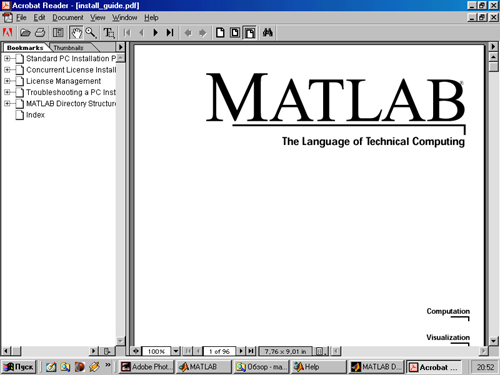 Acrobat Reader - [install_guide.pdf]
File Edit Document View Window Help
Bookmarks Thumbnails
Standard PC Installation P
Concurrent License Install
License Management
Troubleshooting a PC Inst
MATLAB Directory Structure
Index
MATLAB®
The Language of Technical Computing
Computation
Visualization
100% 1 of 96 7,76 x 9,01 in
Пуск » Adobe Phot... MATLAB Обзор - ma... Help MATLAB D... Acrobat ... 20:52